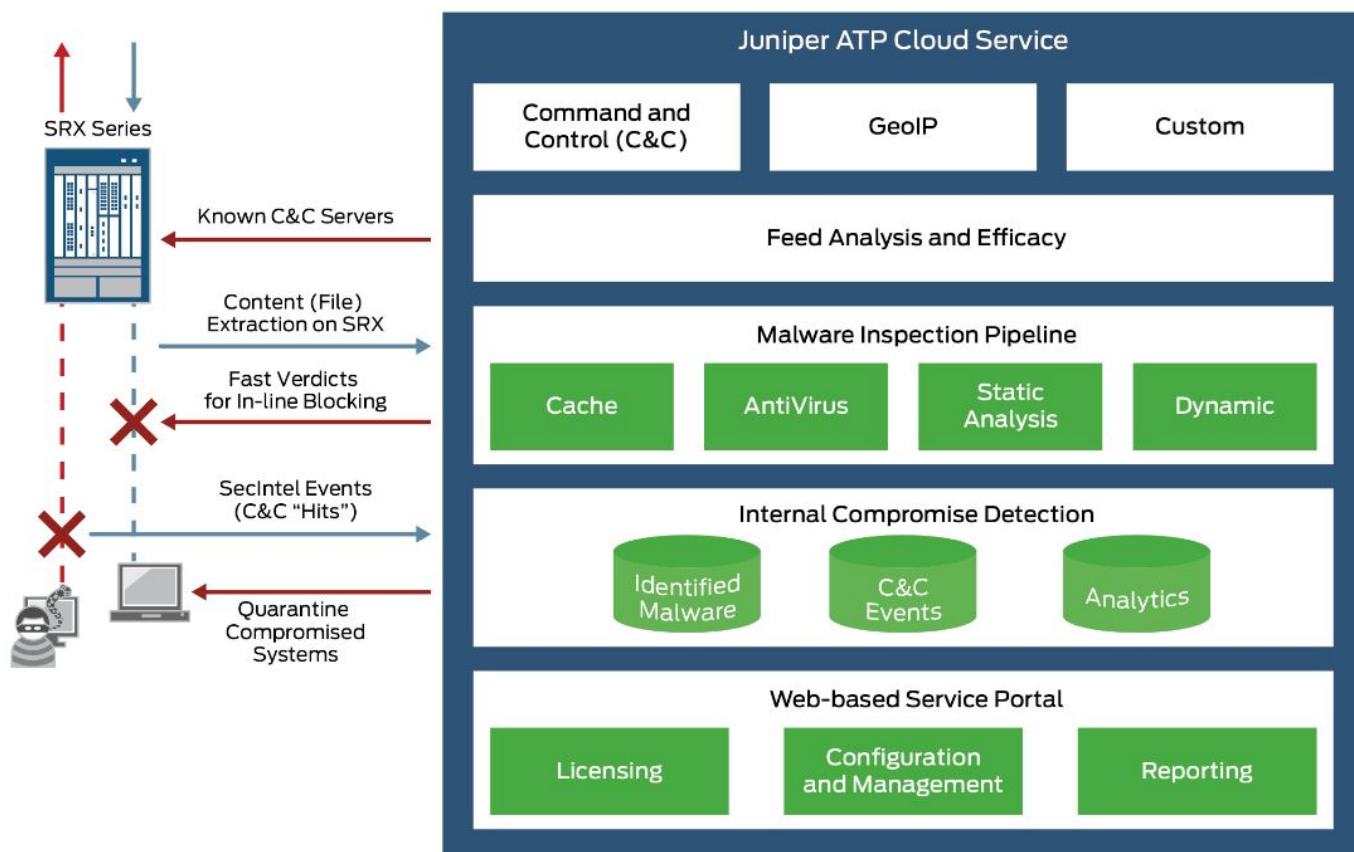 Juniper ATP Cloud Service
SRX Series
Command and
Control (C&C)
GeoIP
Custom
Known C&C Servers
Feed Analysis and Efficacy
Content (File)
Extraction on SRX
Malware Inspection Pipeline
Fast Verdicts
for In-line Blocking
Cache
AntiVirus
Static
Analysis
Dynamic
SecIntel Events
(C&C “Hits”)
Internal Compromise Detection
Identified
Malware
C&C
Events
Analytics
Quarantine
Compromised
Systems
Web-based Service Portal
Licensing
Configuration
and Management
Reporting